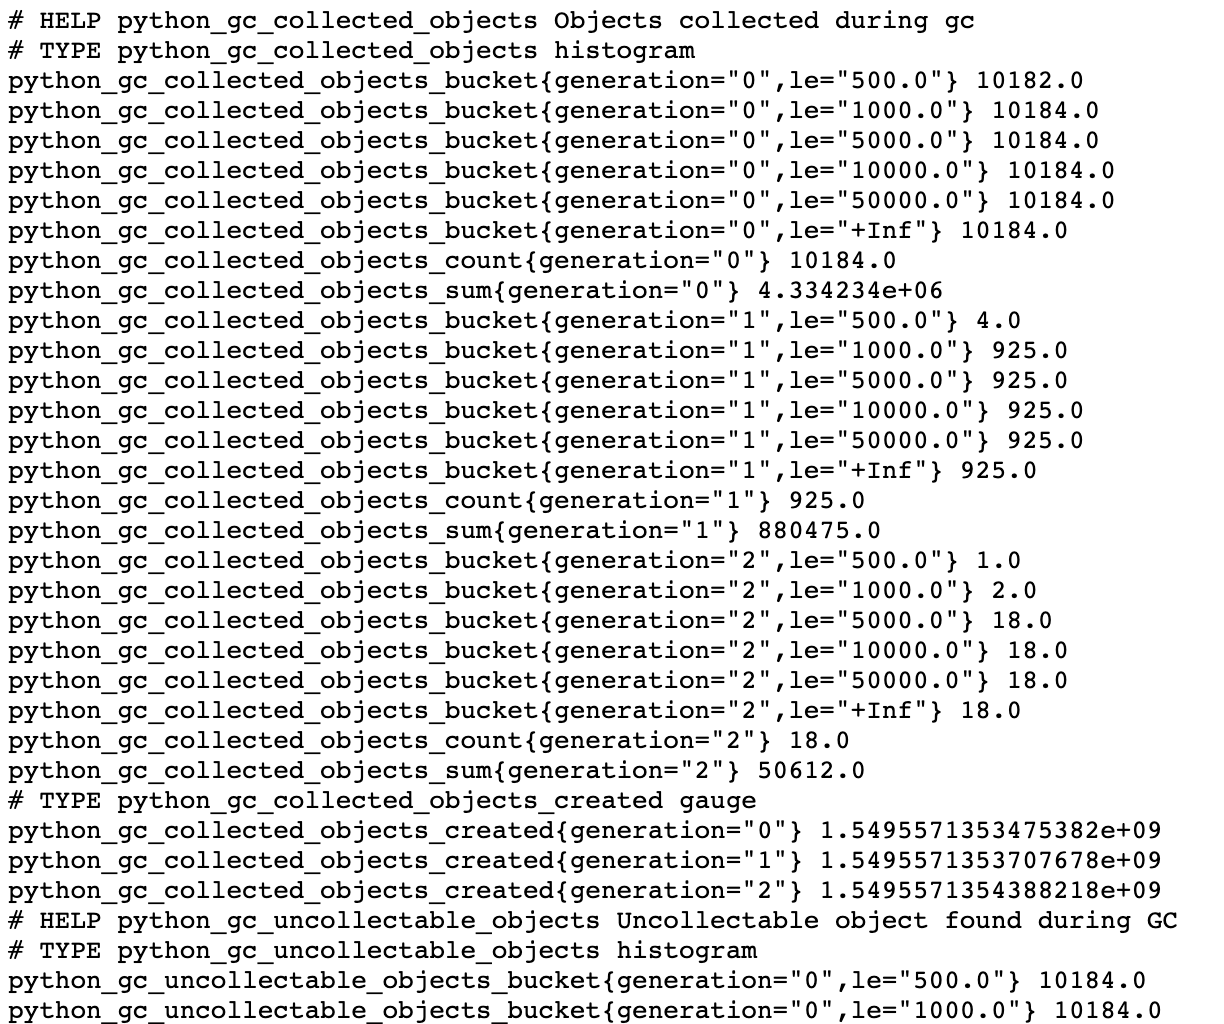 # HELP python_gc_collected_objects Objects collected during gc
# TYPE python_gc_collected_objects histogram
python_gc_collected_objects_bucket{generation="0",le="500.0"} 10182.0
python_gc_collected_objects_bucket{generation="0",le="1000.0"} 10184.0
python_gc_collected_objects_bucket{generation="0",le="5000.0"} 10184.0
python_gc_collected_objects_bucket{generation="0",le="10000.0"} 10184.0
python_gc_collected_objects_bucket{generation="0",le="50000.0"} 10184.0
python_gc_collected_objects_bucket{generation="0",le="+Inf"} 10184.0
python_gc_collected_objects_count{generation="0"} 10184.0
python_gc_collected_objects_sum{generation="0"} 4.334234e+06
python_gc_collected_objects_bucket{generation="1",le="500.0"} 4.0
python_gc_collected_objects_bucket{generation="1",le="1000.0"} 925.0
python_gc_collected_objects_bucket{generation="1",le="5000.0"} 925.0
python_gc_collected_objects_bucket{generation="1",le="10000.0"} 925.0
python_gc_collected_objects_bucket{generation="1",le="50000.0"} 925.0
python_gc_collected_objects_bucket{generation="1",le="+Inf"} 925.0
python_gc_collected_objects_count{generation="1"} 925.0
python_gc_collected_objects_sum{generation="1"} 880475.0
python_gc_collected_objects_bucket{generation="2",le="500.0"} 1.0
python_gc_collected_objects_bucket{generation="2",le="1000.0"} 2.0
python_gc_collected_objects_bucket{generation="2",le="5000.0"} 18.0
python_gc_collected_objects_bucket{generation="2",le="10000.0"} 18.0
python_gc_collected_objects_bucket{generation="2",le="50000.0"} 18.0
python_gc_collected_objects_bucket{generation="2",le="+Inf"} 18.0
python_gc_collected_objects_count{generation="2"} 18.0
python_gc_collected_objects_sum{generation="2"} 50612.0
# TYPE python_gc_collected_objects_created gauge
python_gc_collected_objects_created{generation="0"} 1.5495571353475382e+09
python_gc_collected_objects_created{generation="1"} 1.5495571353707678e+09
python_gc_collected_objects_created{generation="2"} 1.5495571354388218e+09
# HELP python_gc_uncollectable_objects Uncollectable object found during GC
# TYPE python_gc_uncollectable_objects histogram
python_gc_uncollectable_objects_bucket{generation="0",le="500.0"} 10184.0
python_gc_uncollectable_objects_bucket{generation="0",le="1000.0"} 10184.0